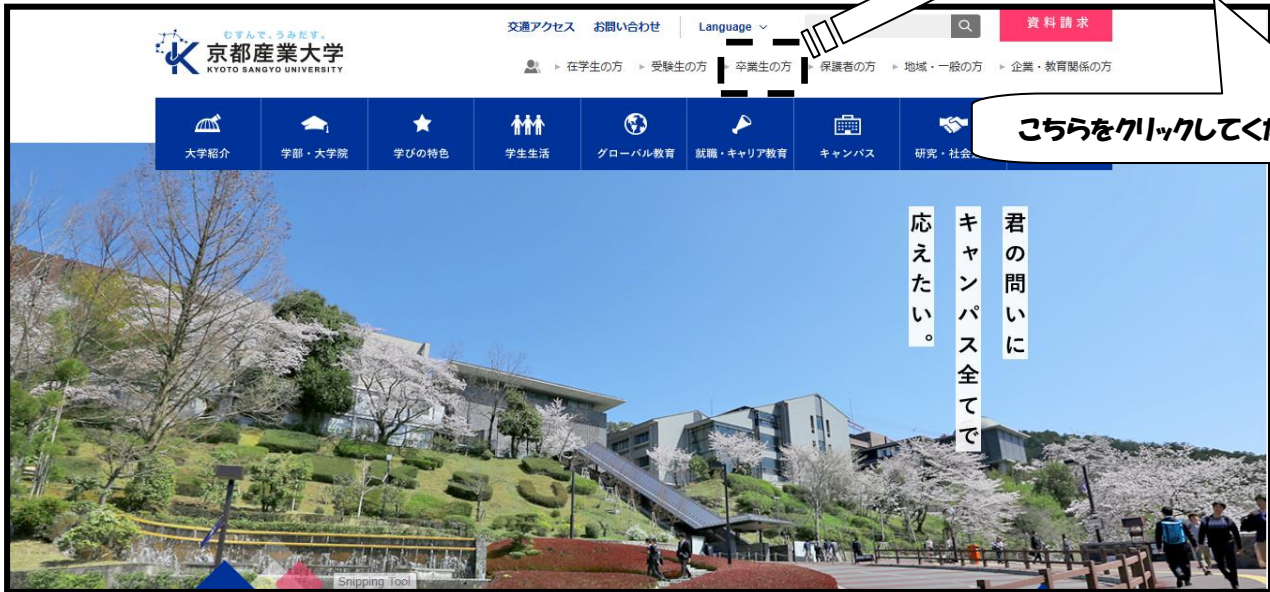 むすんで、うみだす。
京都産業大学
KYOTO SANGYO UNIVERSITY
交通アクセス お問い合わせ Language
資料請求
在学生の方 受験生の方 卒業生の方 保護者の方 地域・一般の方 企業・教育関係の方
大学紹介 学部・大学院 学びの特色 学生生活 グローバル教育 就職・キャリア教育 キャンパス 研究・社会
こちらをクリックしてくだ
君の問いに
キャンパス全てで
応えたい。
Snipping Tool